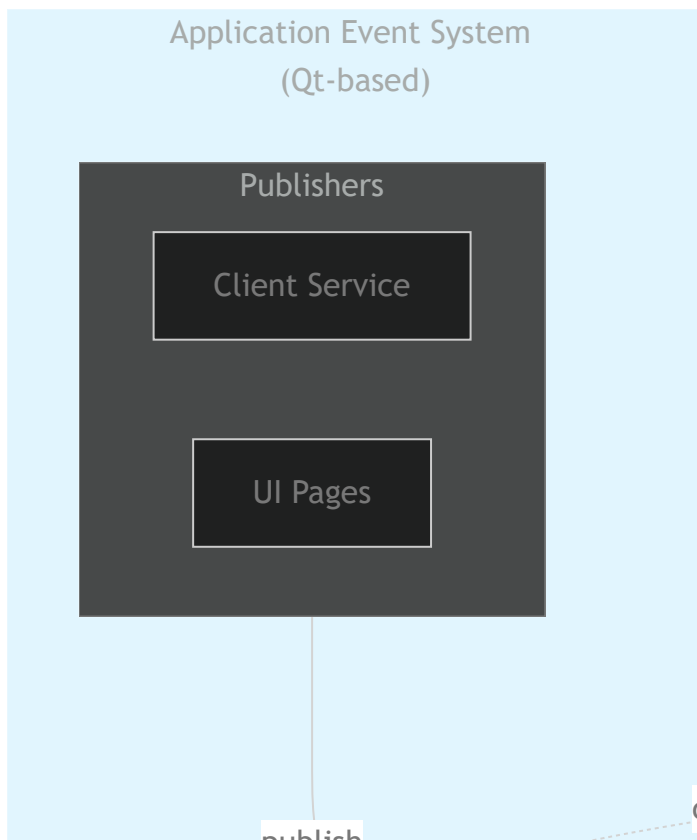 Application Event System
(Qt-based)
Publishers
Client Service
UI Pages
publish